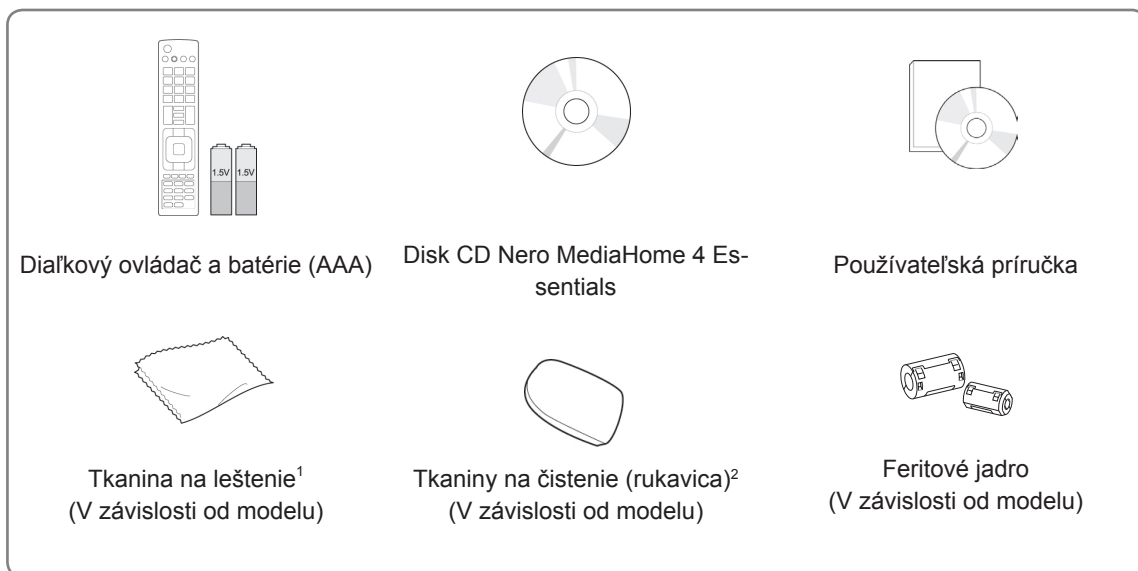 1.5V 1.5V
Diaľkový ovládač a batérie (AAA)
Disk CD Nero MediaHome 4 Es-
sentials
Používateľská príručka
Tkanina na leštenie¹
(V závislosti od modelu)
Tkaniny na čistenie (rukavica)²
(V závislosti od modelu)
Feritové jadro
(V závislosti od modelu)